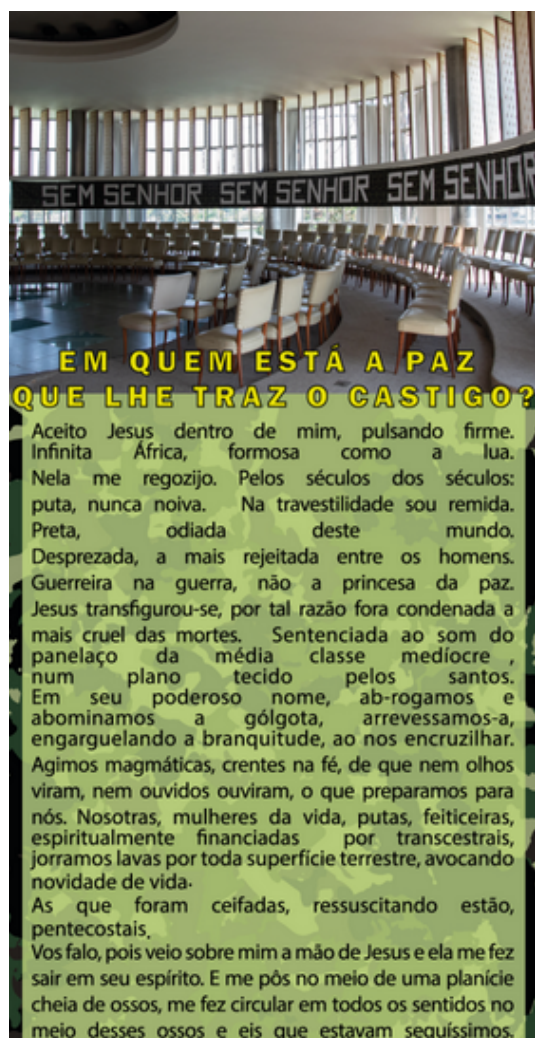 SEM SENHOR SEM SENHOR SEM SENHOR
EM QUEM ESTÁ A PAZ
QUE LHE TRAZ O CASTIGO?
Aceito Jesus dentro de mim, pulsando firme.
Infinita África, formosa como a lua.
Nela me regozijo. Pelos séculos dos séculos:
puta, nunca noiva. Na travestilidade sou remida.
Preta, odiada deste mundo.
Desprezada, a mais rejeitada entre os homens.
Guerreira na guerra, não a princesa da paz.
Jesus transfigurou-se, por tal razão fora condenada a
mais cruel das mortes. Sentenciada ao som do
panelaço da média classe medíocre ,
num plano tecido pelos santos.
Em seu poderoso nome, ab-rogamos e
abominamos a gólgota, arrevessamos-a,
engarguelando a branquitude, ao nos encruzilhar.
Agimos magmáticas, crentes na fé, de que nem olhos
viram, nem ouvidos ouviram, o que preparamos para
nós. Nosotras, mulheres da vida, putas, feiticeiras,
espiritualmente financiadas por transcestrais,
jorramos lavas por toda superfície terrestre, avocando
novidade de vida.
As que foram ceifadas, ressuscitando estão,
pentecostais.
Vos falo, pois veio sobre mim a mão de Jesus e ela me fez
sair em seu espírito. E me pôs no meio de uma planície
cheia de ossos, me fez circular em todos os sentidos no
meio desses ossos e eis que estavam sequíssimos.